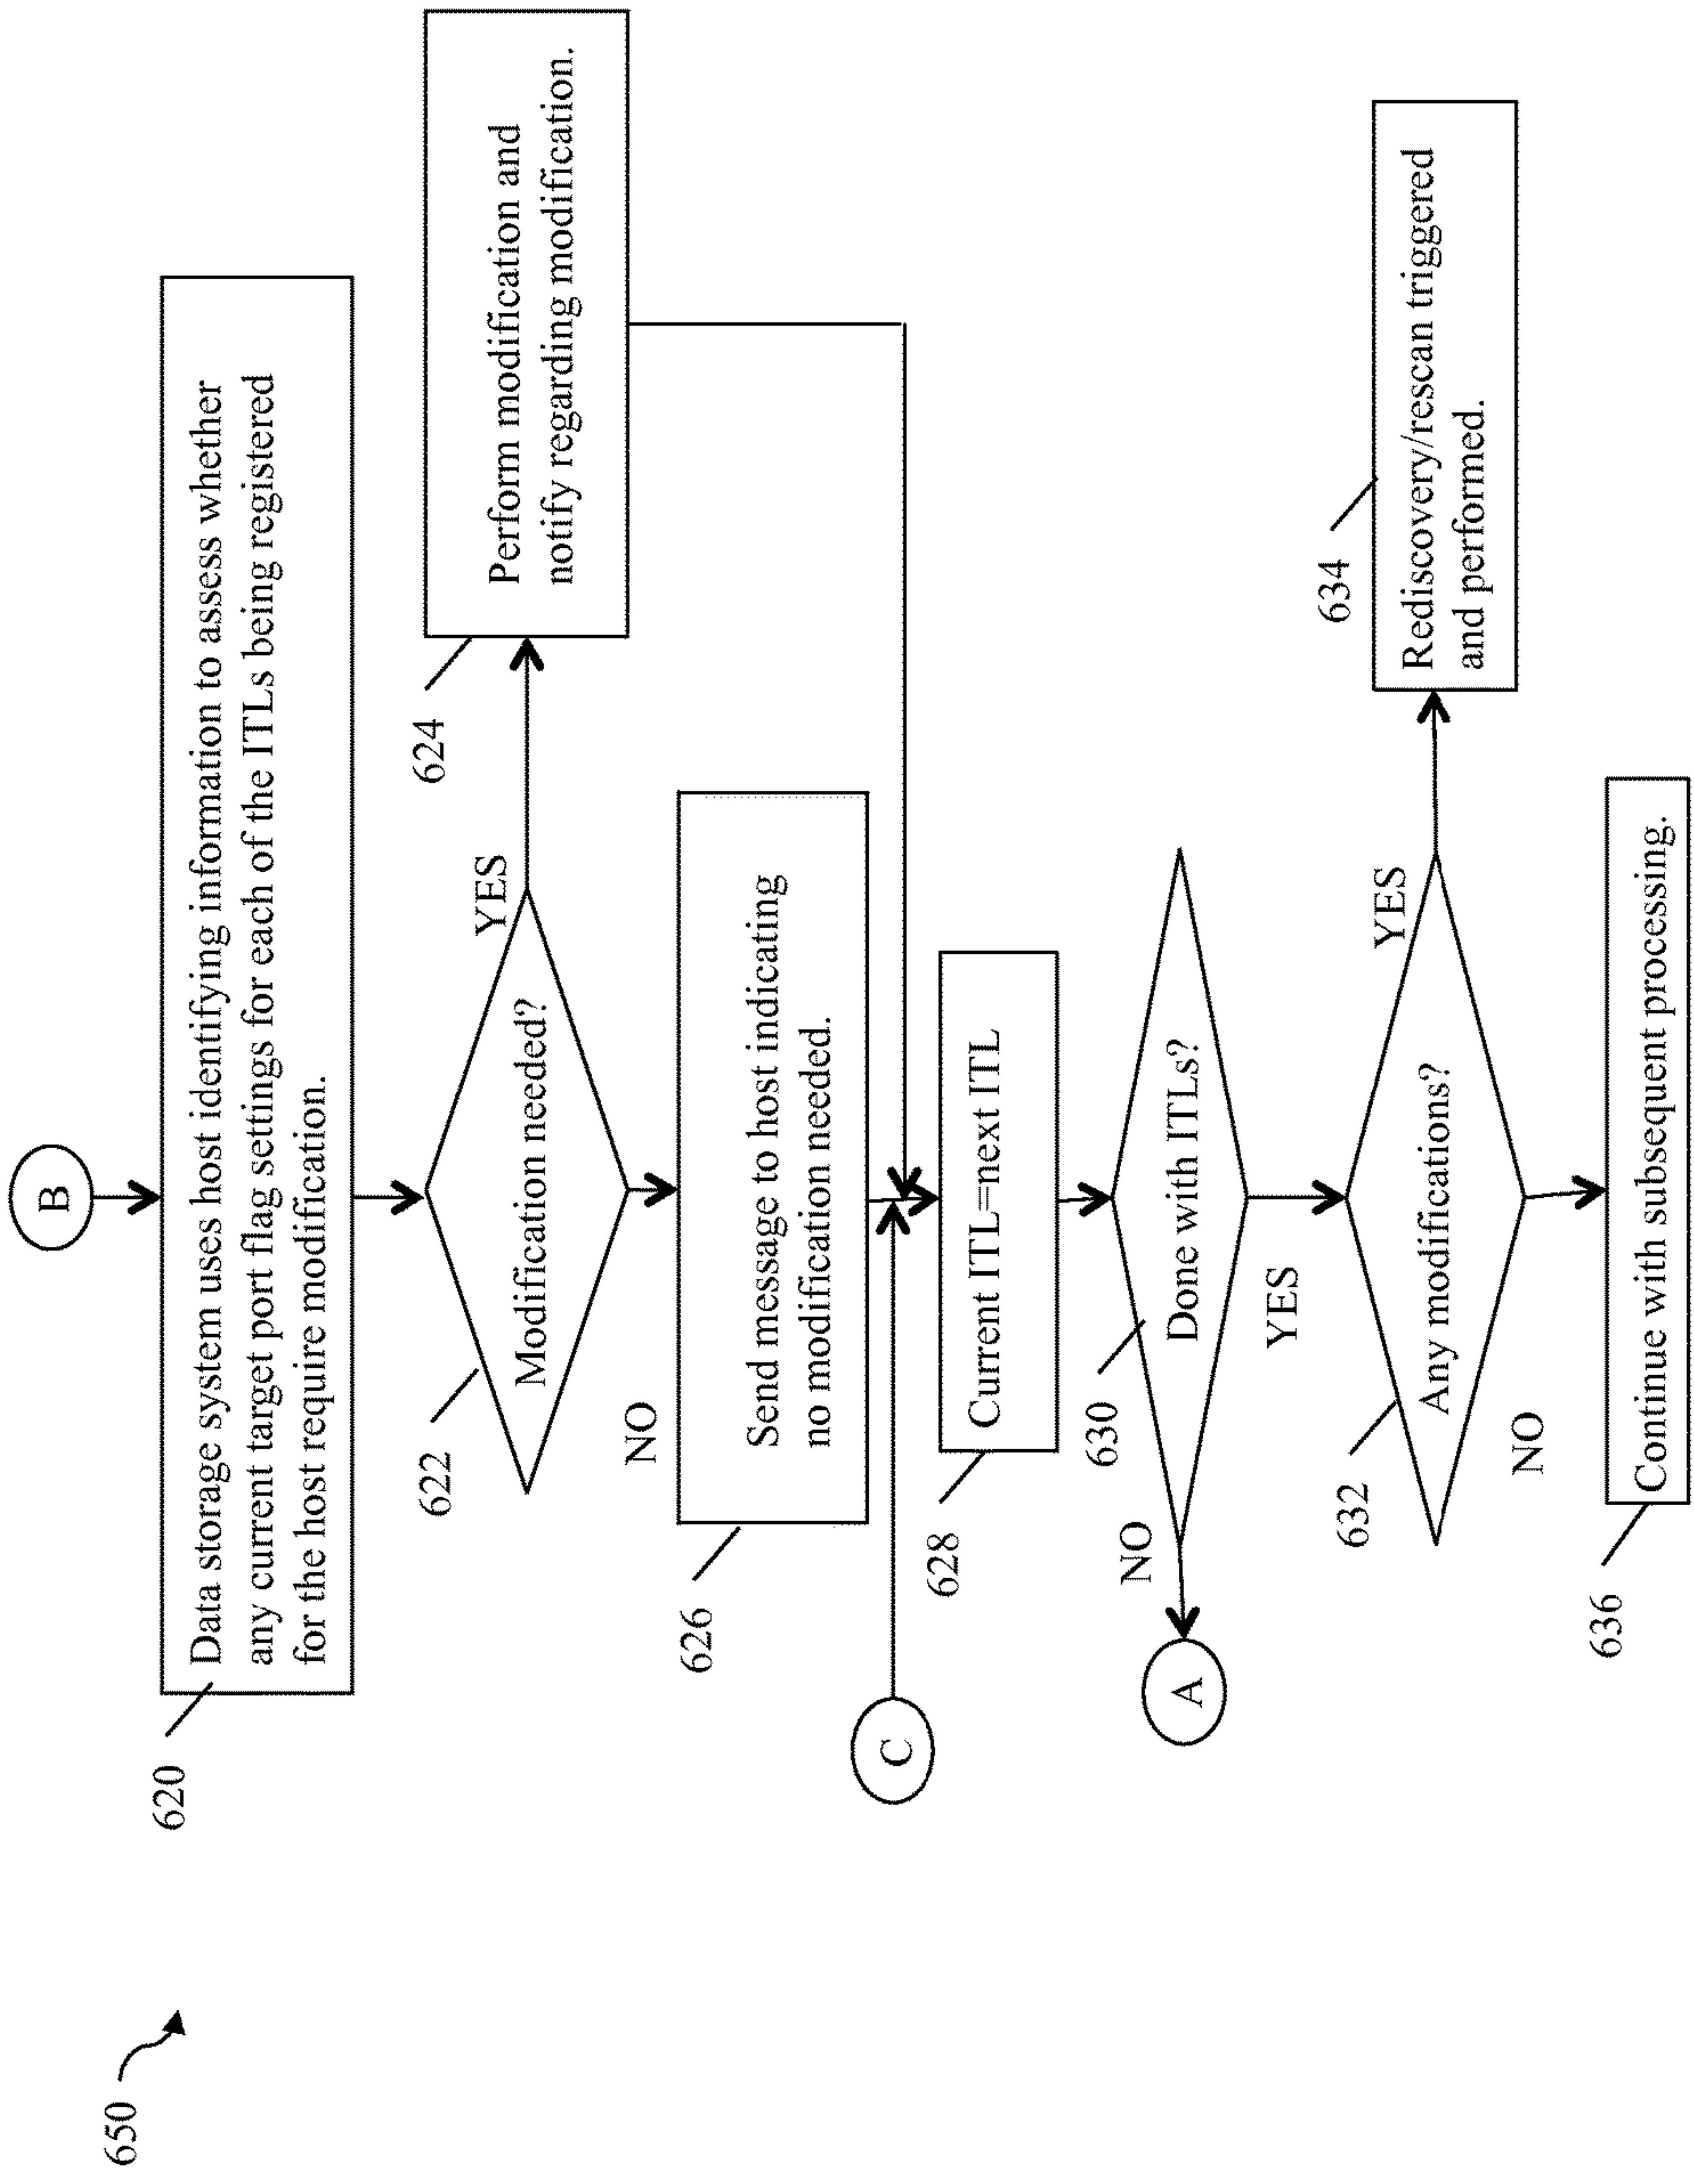 650
B
620
Data storage system uses host identifying information to assess whether
any current target port flag settings for each of the ITLs being registered
for the host require modification.
622
Modification needed?
YES
624
Perform modification and
notify regarding modification.
NO
626
Send message to host indicating
no modification needed.
C
628
Current ITL=next ITL
630
Done with ITLs?
NO
A
YES
632
Any modifications?
YES
634
Rediscovery/rescan triggered
and performed.
NO
636
Continue with subsequent processing.